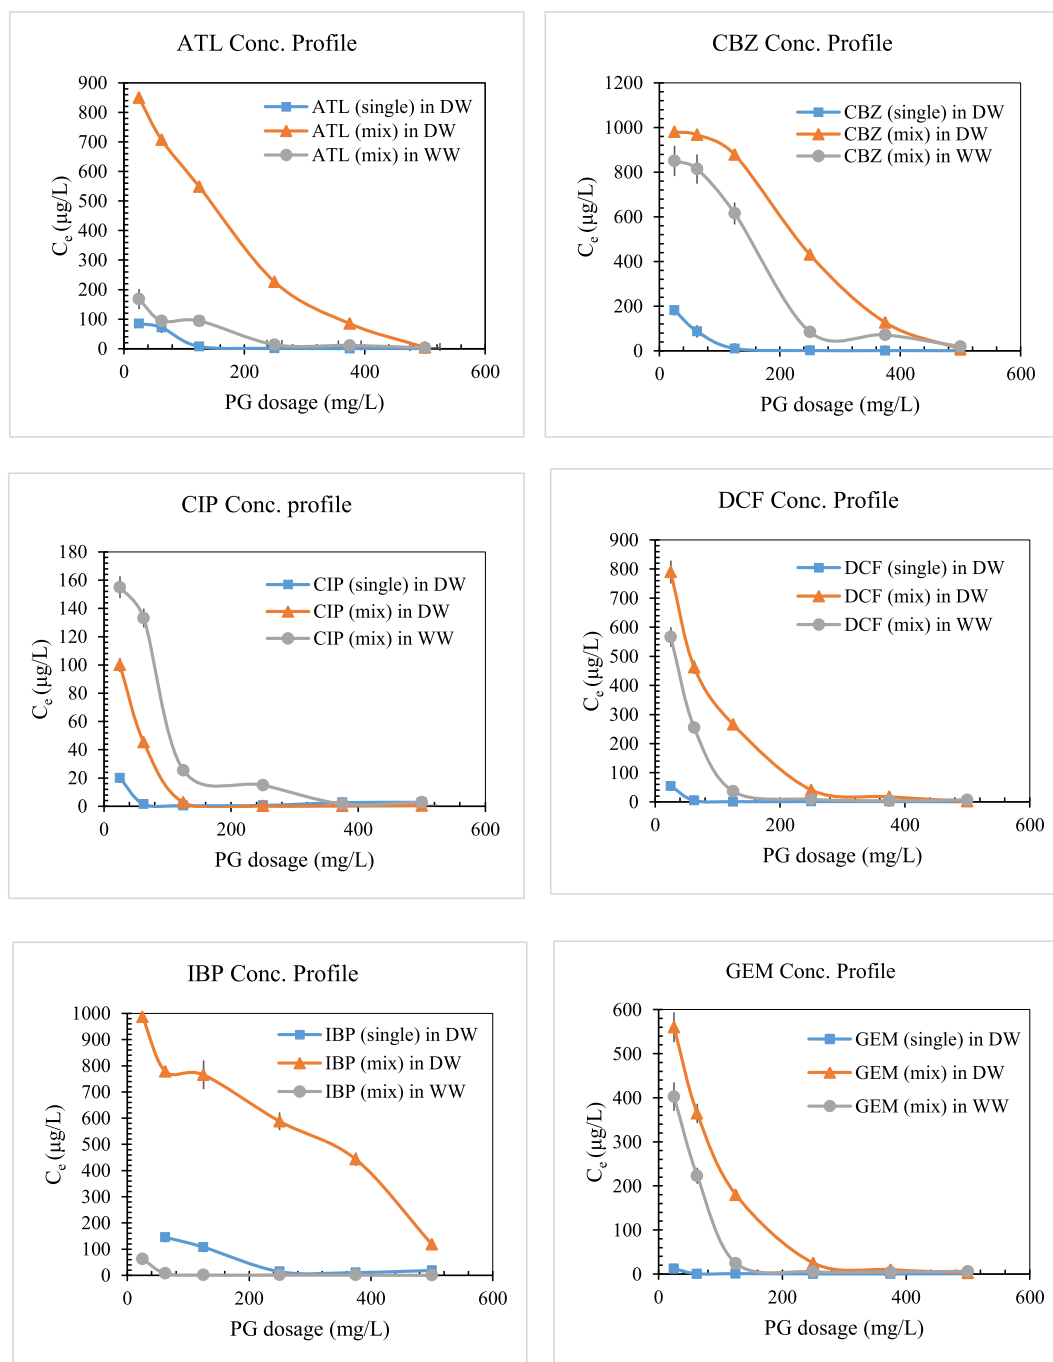 ATL Conc. Profile
900
800
700
600
500
400
300
200
100
0
0 200 400 600
Cₑ (µg/L)
PG dosage (mg/L)
ATL (single) in DW
ATL (mix) in DW
ATL (mix) in WW
CBZ Conc. Profile
1200
1000
800
600
400
200
0
0 200 400 600
Cₑ (µg/L)
PG dosage (mg/L)
CBZ (single) in DW
CBZ (mix) in DW
CBZ (mix) in WW
CIP Conc. profile
180
160
140
120
100
80
60
40
20
0
0 200 400 600
Cₑ (µg/L)
PG dosage (mg/L)
CIP (single) in DW
CIP (mix) in DW
CIP (mix) in WW
DCF Conc. Profile
900
800
700
600
500
400
300
200
100
0
0 200 400 600
Cₑ (µg/L)
PG dosage (mg/L)
DCF (single) in DW
DCF (mix) in DW
DCF (mix) in WW
IBP Conc. Profile
1000
900
800
700
600
500
400
300
200
100
0
0 200 400 600
Cₑ (µg/L)
PG dosage (mg/L)
IBP (single) in DW
IBP (mix) in DW
IBP (mix) in WW
GEM Conc. Profile
600
500
400
300
200
100
0
0 200 400 600
Cₑ (µg/L)
PG dosage (mg/L)
GEM (single) in DW
GEM (mix) in DW
GEM (mix) in WW